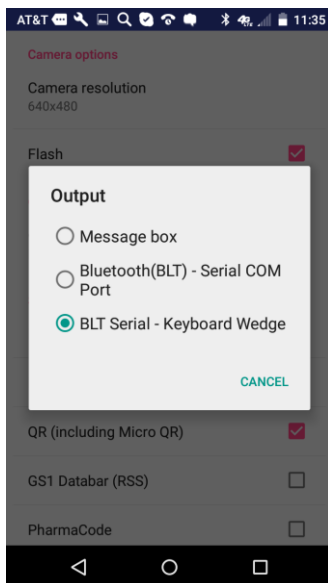 AT&T 11:35
Camera options
Camera resolution
640x480
Flash
Output
Message box
Bluetooth(BLT) - Serial COM
Port
BLT Serial - Keyboard Wedge
CANCEL
QR (including Micro QR)
GS1 Databar (RSS)
PharmaCode